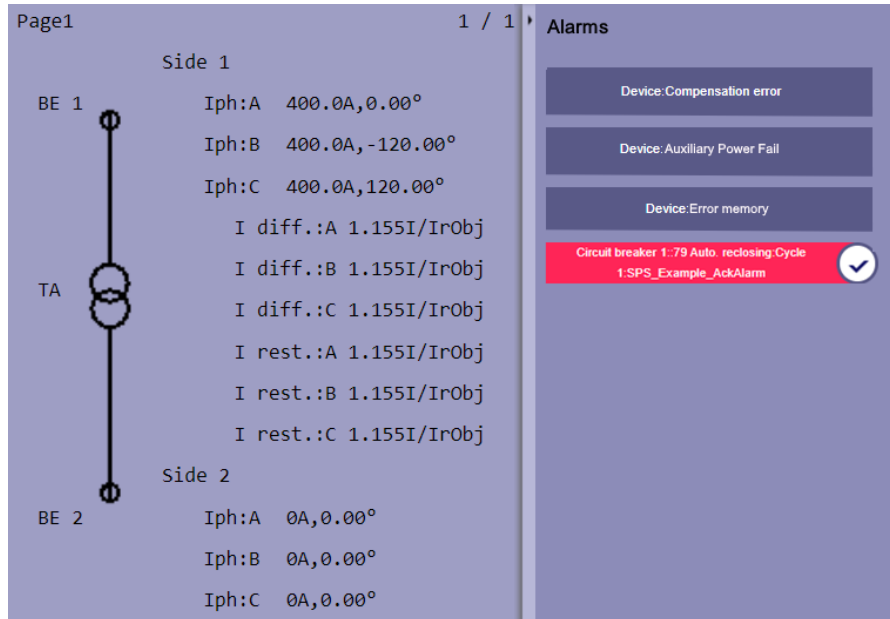 Page1 1 / 1
Side 1
BE 1 Iph:A 400.0A,0.00°
Iph:B 400.0A,-120.00°
Iph:C 400.0A,120.00°
I diff.:A 1.155I/IrObj
I diff.:B 1.155I/IrObj
TA
I diff.:C 1.155I/IrObj
I rest.:A 1.155I/IrObj
I rest.:B 1.155I/IrObj
I rest.:C 1.155I/IrObj
Side 2
BE 2 Iph:A 0A,0.00°
Iph:B 0A,0.00°
Iph:C 0A,0.00°
Alarms
Device:Compensation error
Device:Auxiliary Power Fail
Device:Error memory
Circuit breaker 1::79 Auto. reclosing:Cycle
1:SPS_Example_AckAlarm